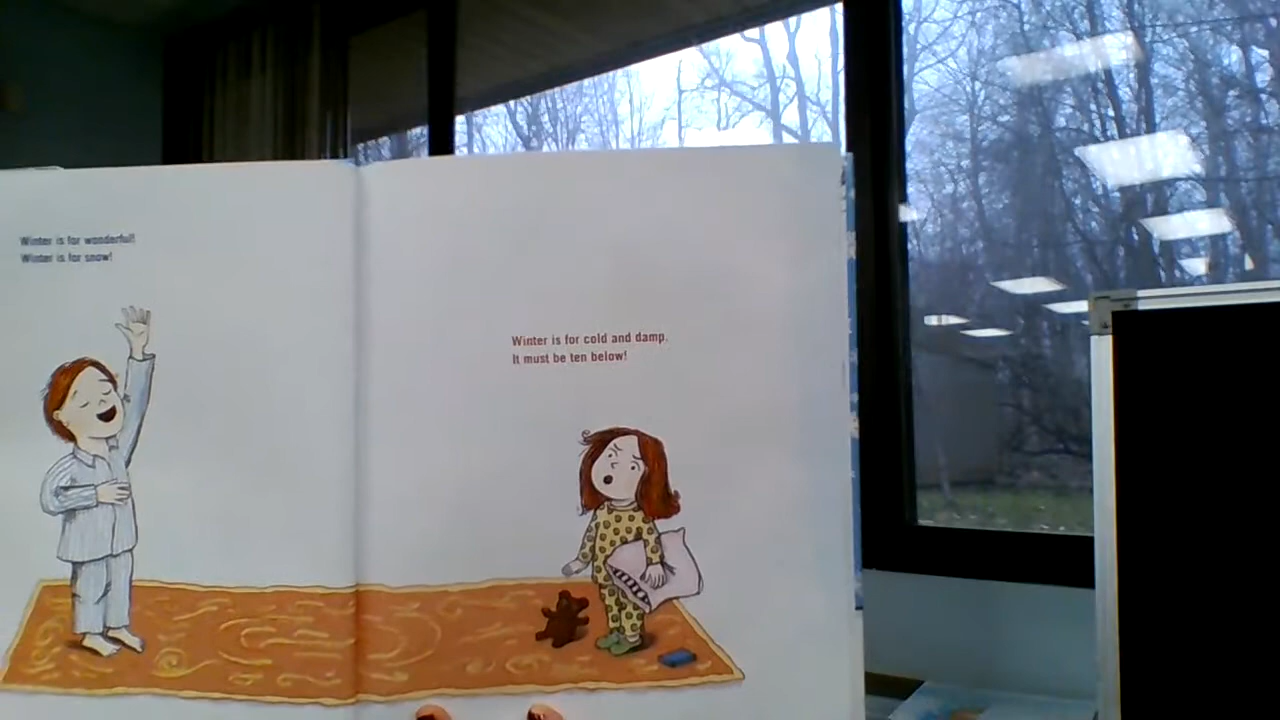 Winter is for wonderful!
Winter is for snow!
Winter is for cold and damp.
It must be ten below!